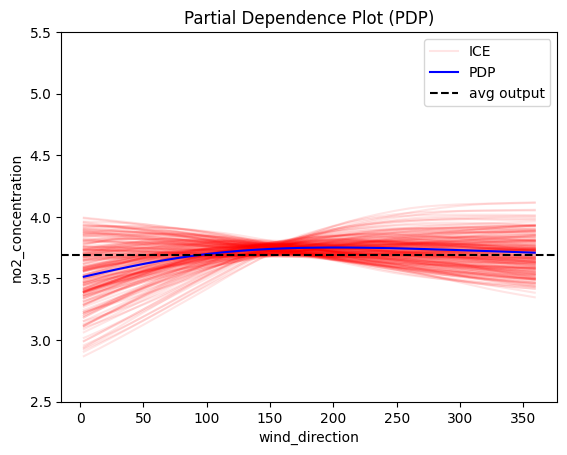 Partial Dependence Plot (PDP)
5.5
5.0
4.5
4.0
3.5
3.0
2.5
no2_concentration
ICE
PDP
avg output
0 50 100 150 200 250 300 350
wind_direction